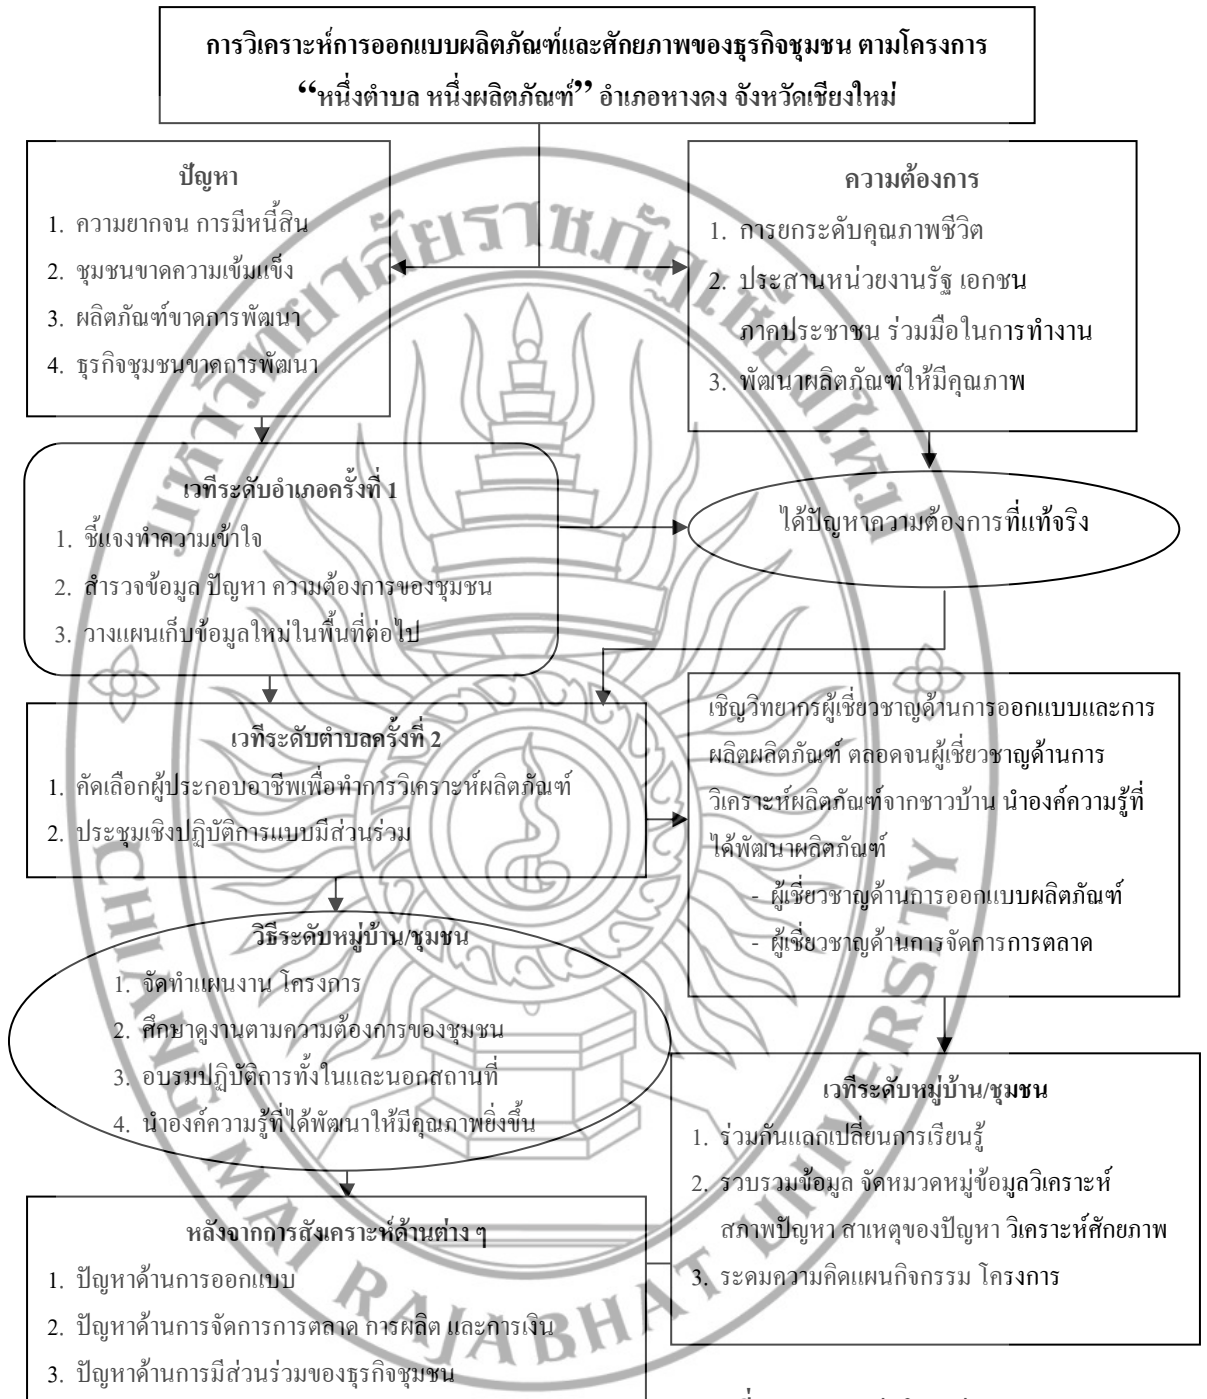 การวิเคราะห์การออกแบบผลิตภัณฑ์และศักยภาพของธุรกิจชุมชน ตามโครงการ
“หนึ่งตำบล หนึ่งผลิตภัณฑ์” อำเภอหางดง จังหวัดเชียงใหม่
ปัญหา
1. ความยากจน การมีหนี้สิน
2. ชุมชนขาดความเข้มแข็ง
3. ผลิตภัณฑ์ขาดการพัฒนา
4. ธุรกิจชุมชนขาดการพัฒนา
ความต้องการ
1. การยกระดับคุณภาพชีวิต
2. ประสานหน่วยงานรัฐ เอกชน
ภาคประชาชน ร่วมมือในการทำงาน
3. พัฒนาผลิตภัณฑ์ให้มีคุณภาพ
เวทีระดับอำเภอครั้งที่ 1
1. ชี้แจงทำความเข้าใจ
2. สำรวจข้อมูล ปัญหา ความต้องการของชุมชน
3. วางแผนเก็บข้อมูลใหม่ในพื้นที่ต่อไป
ได้ปัญหาความต้องการที่แท้จริง
เวทีระดับตำบลครั้งที่ 2
1. คัดเลือกผู้ประกอบอาชีพเพื่อทำการวิเคราะห์ผลิตภัณฑ์
2. ประชุมเชิงปฏิบัติการแบบมีส่วนร่วม
เชิญวิทยากรผู้เชี่ยวชาญด้านการออกแบบและการ
ผลิตผลิตภัณฑ์ ตลอดจนผู้เชี่ยวชาญด้านการ
วิเคราะห์ผลิตภัณฑ์จากชาวบ้าน นำองค์ความรู้ที่
ได้พัฒนาผลิตภัณฑ์
- ผู้เชี่ยวชาญด้านการออกแบบผลิตภัณฑ์
- ผู้เชี่ยวชาญด้านการจัดการการตลาด
วิธีระดับหมู่บ้าน/ชุมชน
1. จัดทำแผนงาน โครงการ
2. ศึกษาดูงานตามความต้องการของชุมชน
3. อบรมปฏิบัติการทั้งในและนอกสถานที่
4. นำองค์ความรู้ที่ได้พัฒนาให้มีคุณภาพยิ่งขึ้น
เวทีระดับหมู่บ้าน/ชุมชน
1. ร่วมกันแลกเปลี่ยนการเรียนรู้
2. รวบรวมข้อมูล จัดหมวดหมู่ข้อมูลวิเคราะห์
สภาพปัญหา สาเหตุของปัญหา วิเคราะห์ศักยภาพ
3. ระดมความคิดแผนกิจกรรม โครงการ
หลังจากการสังเคราะห์ด้านต่าง ๆ
1. ปัญหาด้านการออกแบบ
2. ปัญหาด้านการจัดการการตลาด การผลิต และการเงิน
3. ปัญหาด้านการมีส่วนร่วมของธุรกิจชุมชน
มหาวิทยาลัยราชภัฏเชียงใหม่
CHIANG MAI RAJABHAT UNIVERSITY